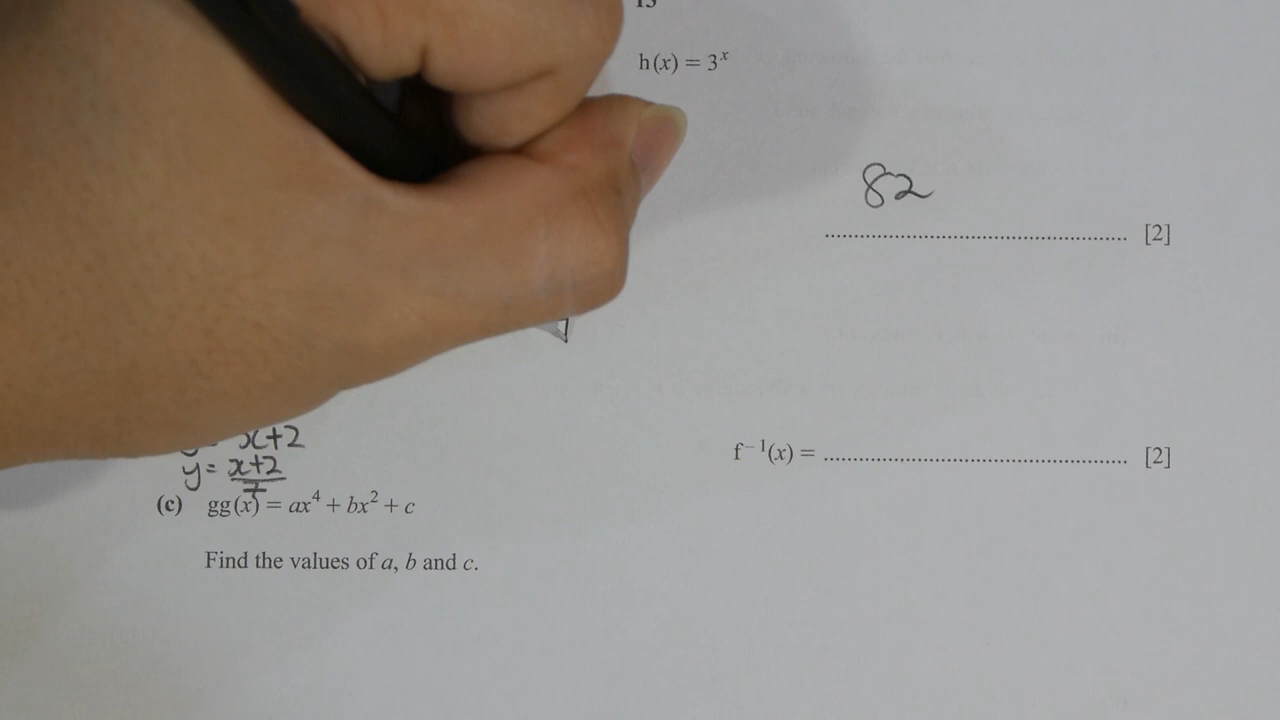 h(x) = 3^x
82
[2]
x+2
y = x+2
7
f⁻¹(x) = [2]
(c) gg(x) = ax⁴ + bx² + c
Find the values of a, b and c.